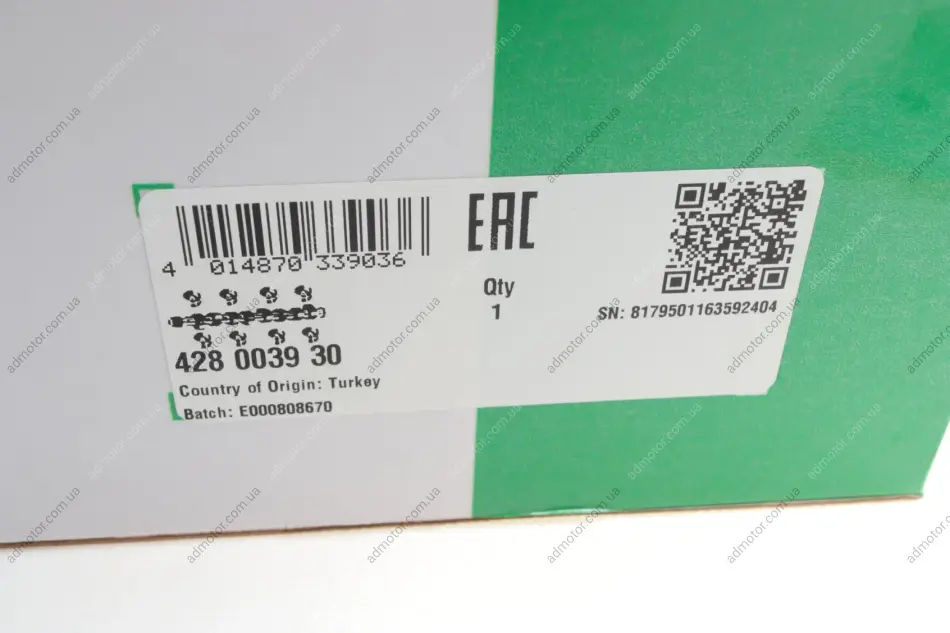 4 014870 339036
EAC
Qty
1
SN: 8179501163592404
428 0039 30
Country of Origin: Turkey
Batch: E000808670
admotor.com.ua